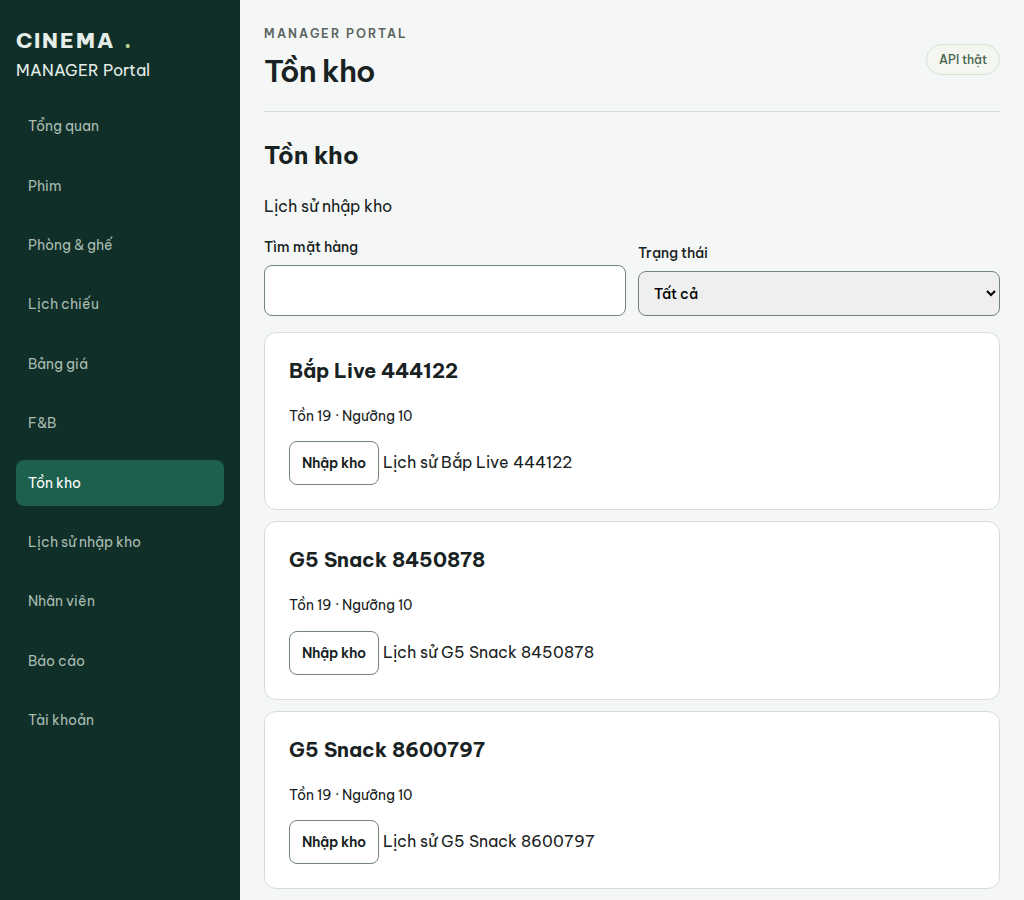 CINEMA .
MANAGER Portal
Tổng quan
Phim
Phòng & ghế
Lịch chiếu
Bảng giá
F&B
Tồn kho
Lịch sử nhập kho
Nhân viên
Báo cáo
Tài khoản
MANAGER PORTAL
Tồn kho
API thật
Tồn kho
Lịch sử nhập kho
Tìm mặt hàng
Trạng thái
Tất cả
Bắp Live 444122
Tồn 19 · Ngưỡng 10
Nhập kho Lịch sử Bắp Live 444122
G5 Snack 8450878
Tồn 19 · Ngưỡng 10
Nhập kho Lịch sử G5 Snack 8450878
G5 Snack 8600797
Tồn 19 · Ngưỡng 10
Nhập kho Lịch sử G5 Snack 8600797